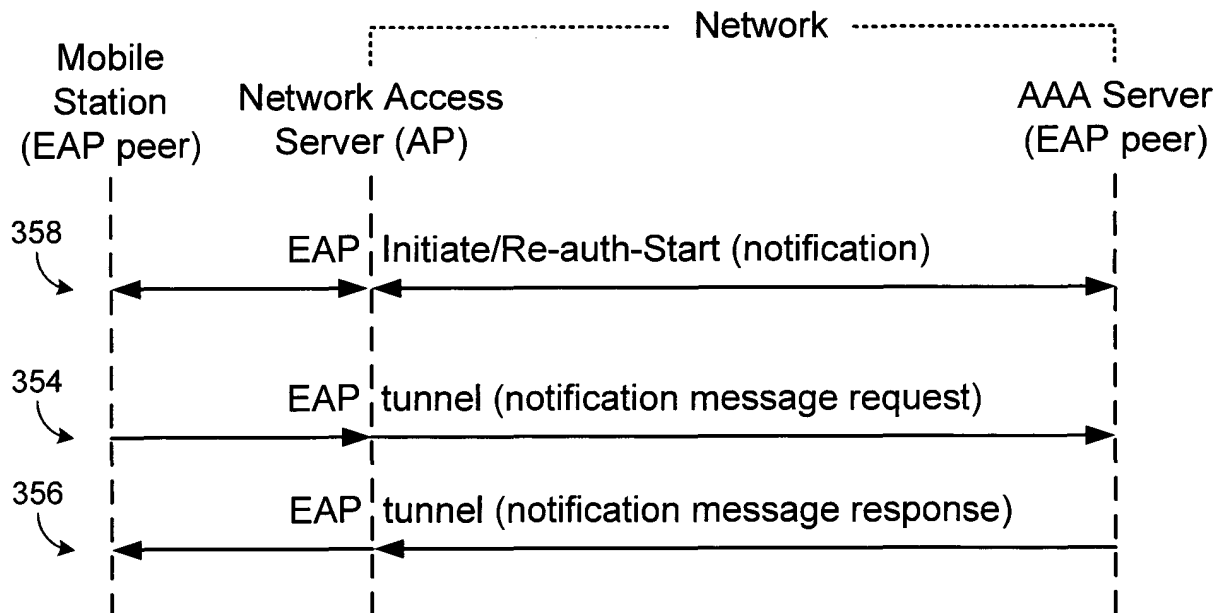 Network
Mobile
Station
(EAP peer)
Network Access
Server (AP)
AAA Server
(EAP peer)
358
EAP Initiate/Re-auth-Start (notification)
354
EAP tunnel (notification message request)
356
EAP tunnel (notification message response)